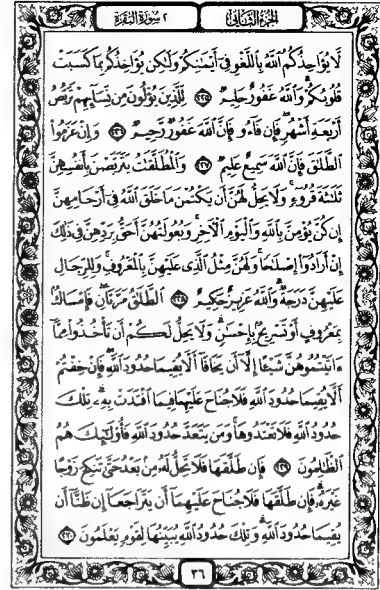 الجزء الثاني
٢ سورة البقرة
لَّا يُؤَاخِذُكُمُ ٱللَّهُ بِٱللَّغْوِ فِىٓ أَيْمَٰنِكُمْ وَلَٰكِن يُؤَاخِذُكُم بِمَا كَسَبَتْ
قُلُوبُكُمْ ۗ وَٱللَّهُ غَفُورٌ حَلِيمٌ ٢٢٥ لِّلَّذِينَ يُؤْلُونَ مِن نِّسَآئِهِمْ تَرَبُّصُ
أَرْبَعَةِ أَشْهُرٍ ۖ فَإِن فَآءُو فَإِنَّ ٱللَّهَ غَفُورٌ رَّحِيمٌ ٢٢٦ وَإِنْ عَزَمُوا۟
ٱلطَّلَٰقَ فَإِنَّ ٱللَّهَ سَمِيعٌ عَلِيمٌ ٢٢٧ وَٱلْمُطَلَّقَٰتُ يَتَرَبَّصْنَ بِأَنفُسِهِنَّ
ثَلَٰثَةَ قُرُوٓءٍ ۚ وَلَا يَحِلُّ لَهُنَّ أَن يَكْتُمْنَ مَا خَلَقَ ٱللَّهُ فِىٓ أَرْحَامِهِنَّ
إِن كُنَّ يُؤْمِنَّ بِٱللَّهِ وَٱلْيَوْمِ ٱلْءَاخِرِ ۚ وَبُعُولَتُهُنَّ أَحَقُّ بِرَدِّهِنَّ فِى ذَٰلِكَ
إِنْ أَرَادُوٓا۟ إِصْلَٰحًا ۚ وَلَهُنَّ مِثْلُ ٱلَّذِى عَلَيْهِنَّ بِٱلْمَعْرُوفِ ۚ وَلِلرِّجَالِ
عَلَيْهِنَّ دَرَجَةٌ ۗ وَٱللَّهُ عَزِيزٌ حَكِيمٌ ٢٢٨ ٱلطَّلَٰقُ مَرَّتَانِ ۖ فَإِمْسَاكٌۢ
بِمَعْرُوفٍ أَوْ تَسْرِيحٌۢ بِإِحْسَٰنٍ ۗ وَلَا يَحِلُّ لَكُمْ أَن تَأْخُذُوا۟ مِمَّآ
ءَاتَيْتُمُوهُنَّ شَيْـًٔا إِلَّآ أَن يَخَافَآ أَلَّا يُقِيمَا حُدُودَ ٱللَّهِ ۖ فَإِنْ خِفْتُمْ
أَلَّا يُقِيمَا حُدُودَ ٱللَّهِ فَلَا جُنَاحَ عَلَيْهِمَا فِيمَا ٱفْتَدَتْ بِهِۦ ۗ تِلْكَ
حُدُودُ ٱللَّهِ فَلَا تَعْتَدُوهَا ۚ وَمَن يَتَعَدَّ حُدُودَ ٱللَّهِ فَأُو۟لَٰٓئِكَ هُمُ
ٱلظَّٰلِمُونَ ٢٢٩ فَإِن طَلَّقَهَا فَلَا تَحِلُّ لَهُۥ مِنۢ بَعْدُ حَتَّىٰ تَنكِحَ زَوْجًا
غَيْرَهُۥ ۗ فَإِن طَلَّقَهَا فَلَا جُنَاحَ عَلَيْهِمَآ أَن يَتَرَاجَعَآ إِن ظَنَّآ أَن
يُقِيمَا حُدُودَ ٱللَّهِ ۗ وَتِلْكَ حُدُودُ ٱللَّهِ يُبَيِّنُهَا لِقَوْمٍ يَعْلَمُونَ ٢٣٠
٣٦